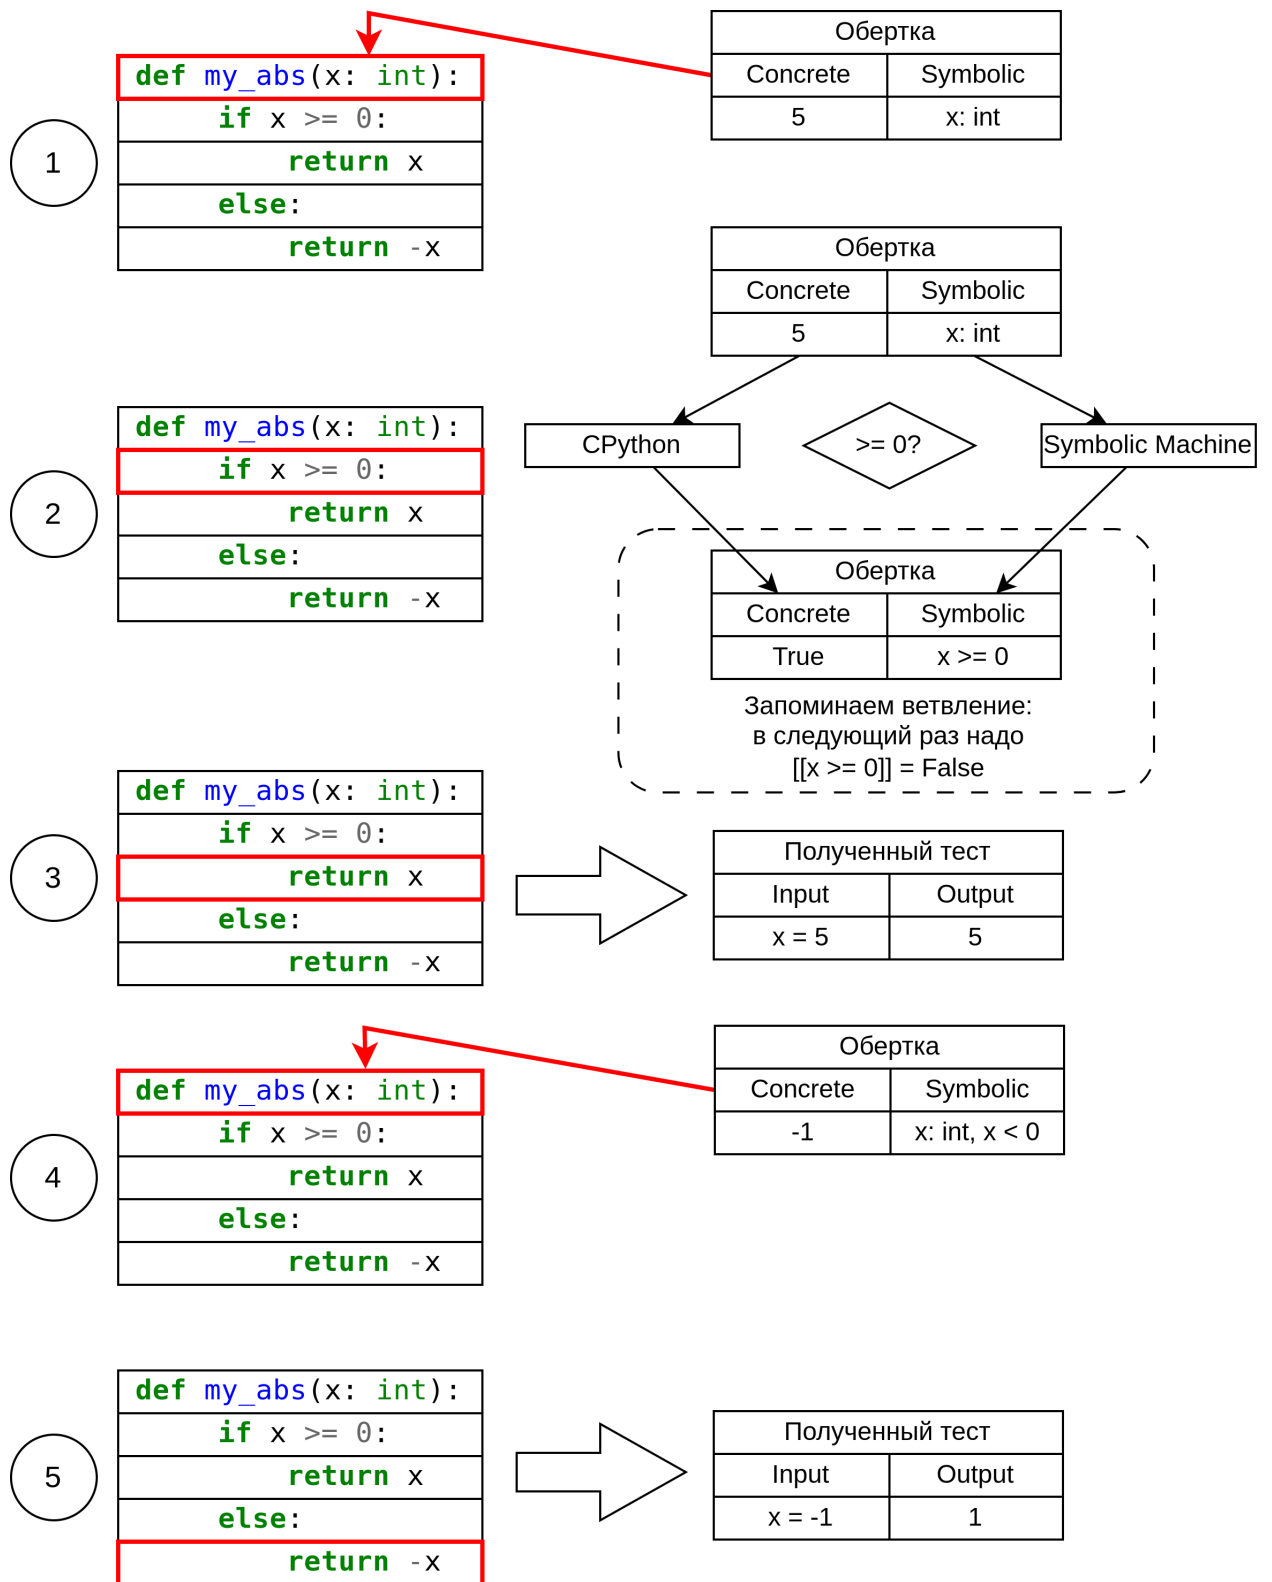 Обертка
Concrete Symbolic
5 x: int
1
def my_abs(x: int):
if x >= 0:
return x
else:
return -x
Обертка
Concrete Symbolic
5 x: int
CPython >= 0? Symbolic Machine
2
def my_abs(x: int):
if x >= 0:
return x
else:
return -x
Обертка
Concrete Symbolic
True x >= 0
Запоминаем ветвление:
в следующий раз надо
[[x >= 0]] = False
3
def my_abs(x: int):
if x >= 0:
return x
else:
return -x
Полученный тест
Input Output
x = 5 5
Обертка
Concrete Symbolic
-1 x: int, x < 0
4
def my_abs(x: int):
if x >= 0:
return x
else:
return -x
5
def my_abs(x: int):
if x >= 0:
return x
else:
return -x
Полученный тест
Input Output
x = -1 1